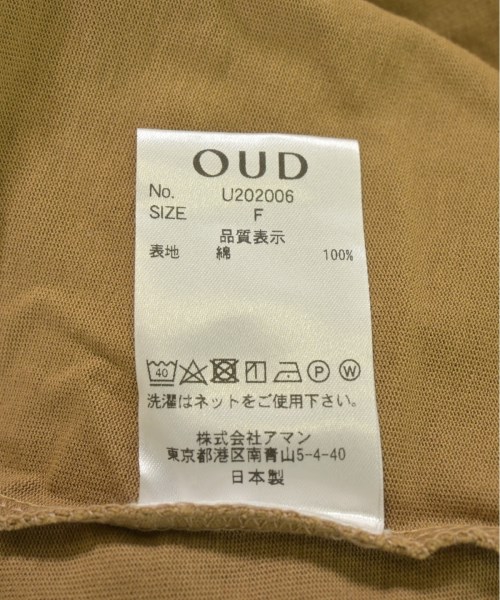 OUD
No. U202006
SIZE F
品質表示
表地 綿 100%
40 P W
洗濯はネットをご使用下さい。
株式会社アマン
東京都港区南青山5-4-40
日本製